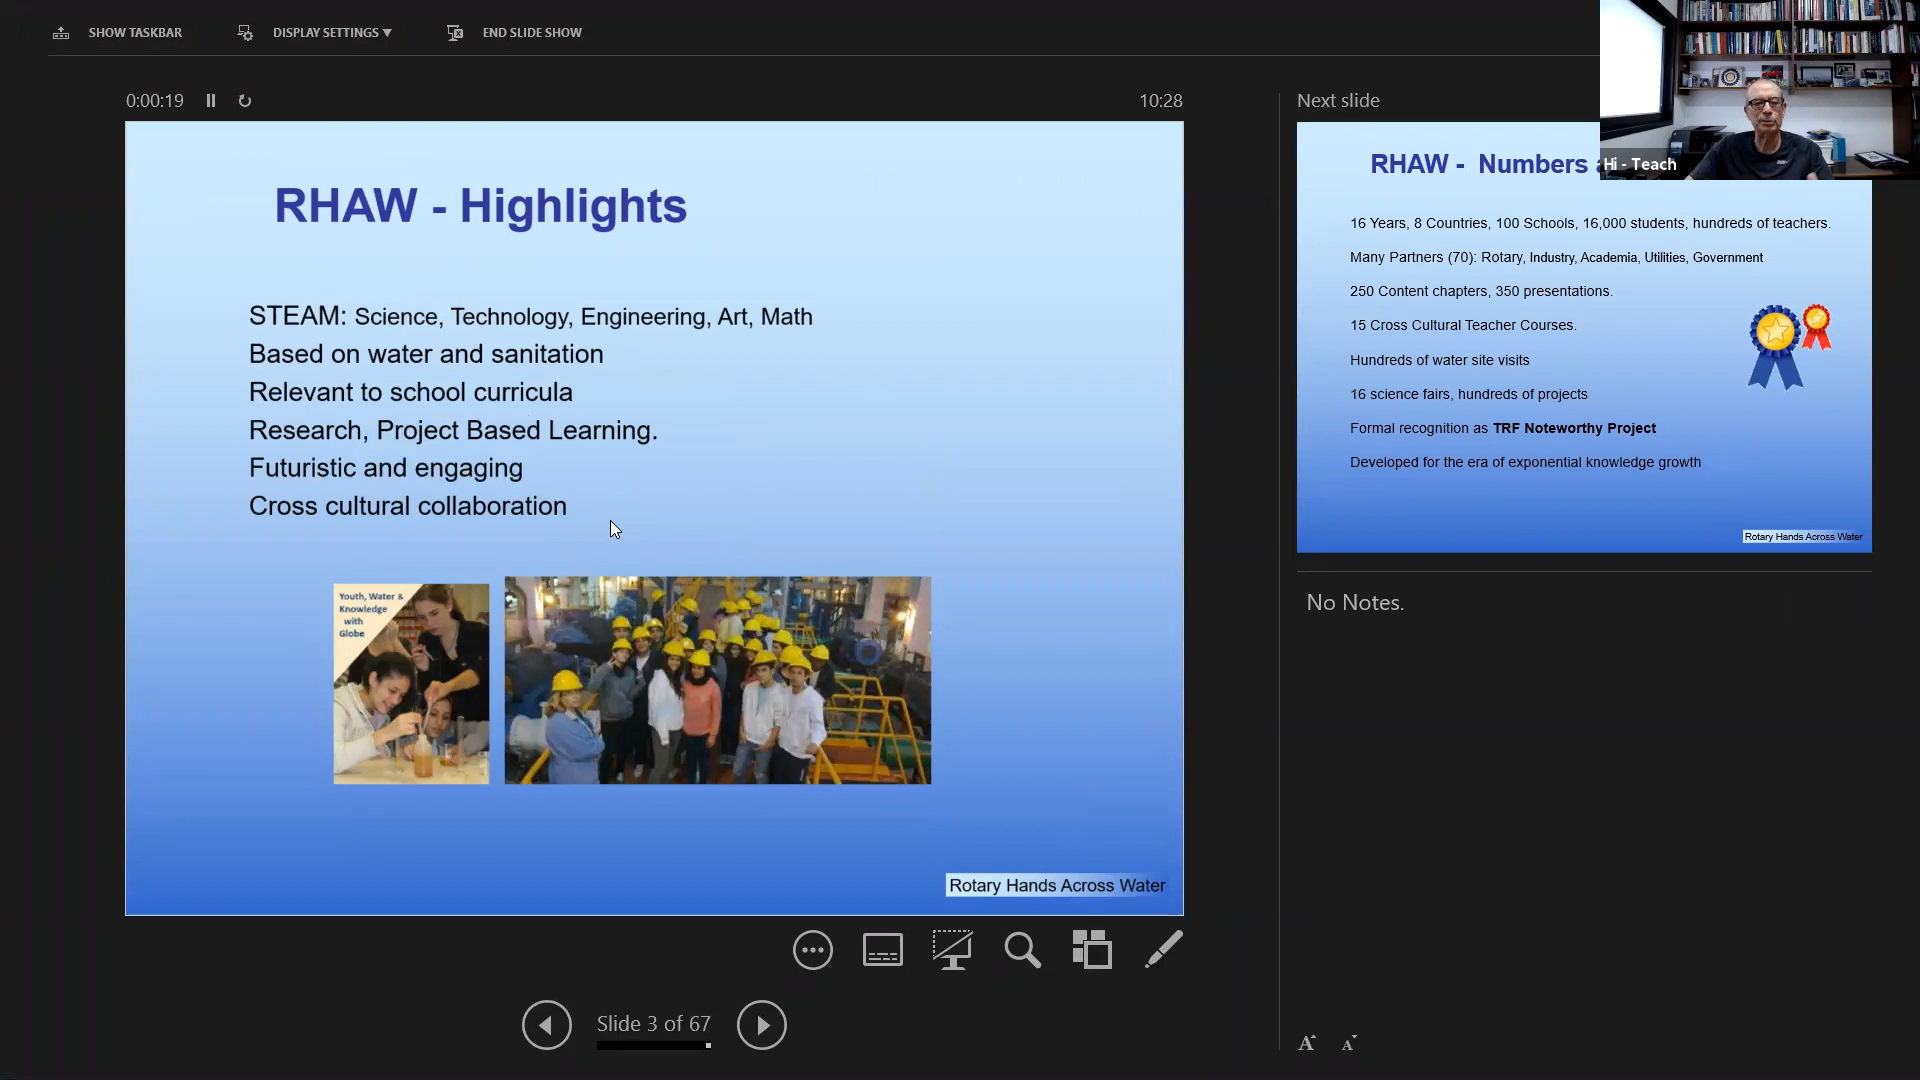 SHOW TASKBAR
DISPLAY SETTINGS ▼
END SLIDE SHOW
0:00:19
10:28
RHAW - Highlights
STEAM: Science, Technology, Engineering, Art, Math
Based on water and sanitation
Relevant to school curricula
Research, Project Based Learning.
Futuristic and engaging
Cross cultural collaboration
Youth, Water &
Knowledge
with
Globe
Rotary Hands Across Water
Slide 3 of 67
Next slide
Hi - Teach
RHAW - Numbers
16 Years, 8 Countries, 100 Schools, 16,000 students, hundreds of teachers.
Many Partners (70): Rotary, Industry, Academia, Utilities, Government
250 Content chapters, 350 presentations.
15 Cross Cultural Teacher Courses.
Hundreds of water site visits
16 science fairs, hundreds of projects
Formal recognition as TRF Noteworthy Project
Developed for the era of exponential knowledge growth
Rotary Hands Across Water
No Notes.
A A